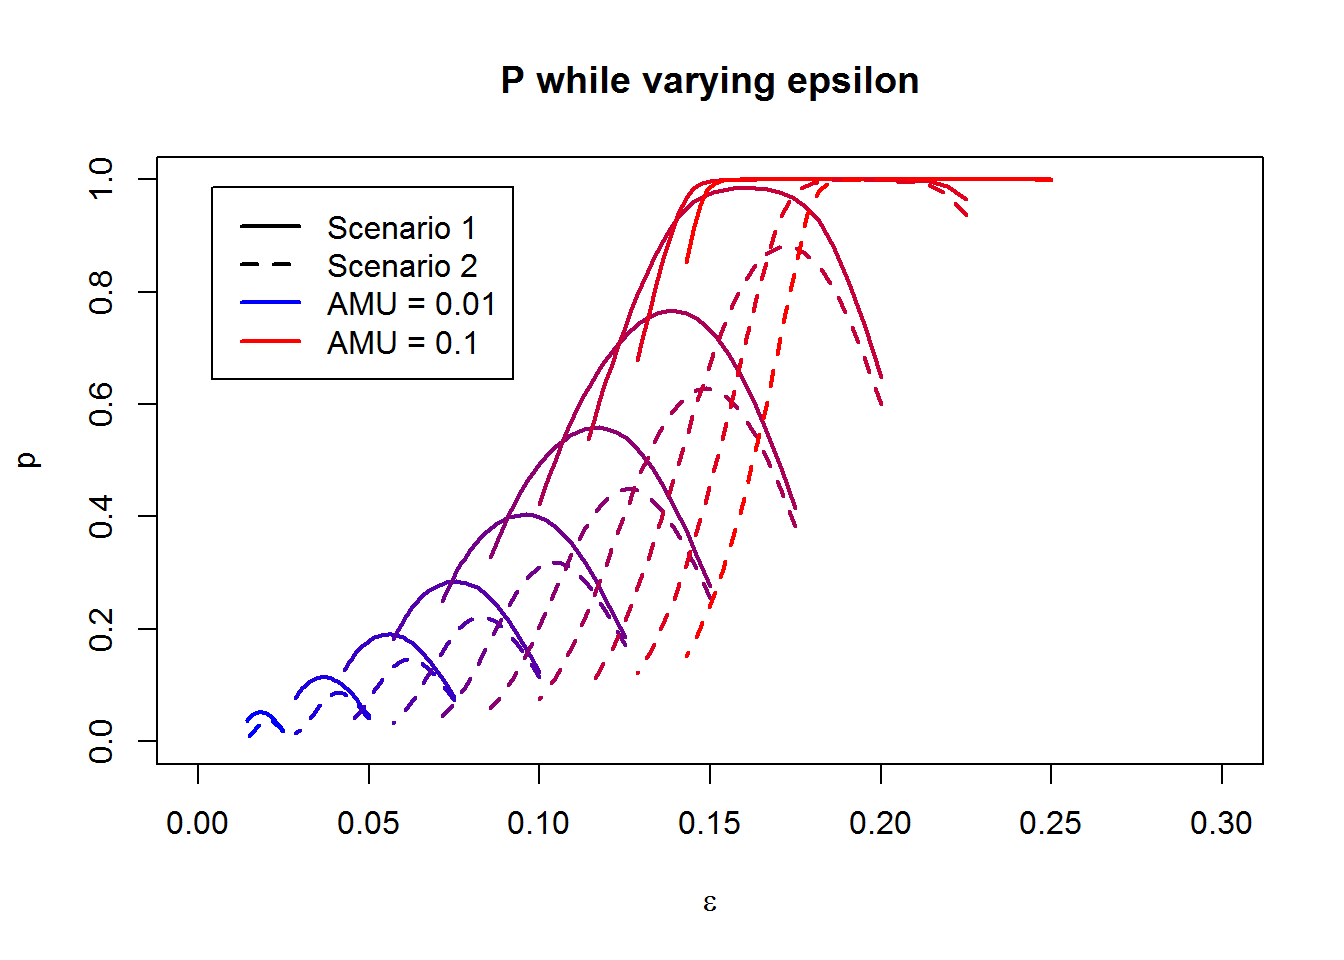 P while varying epsilon
Scenario 1
Scenario 2
AMU = 0.01
AMU = 0.1
p
1.0
0.8
0.6
0.4
0.2
0.0
0.00 0.05 0.10 0.15 0.20 0.25 0.30
ε